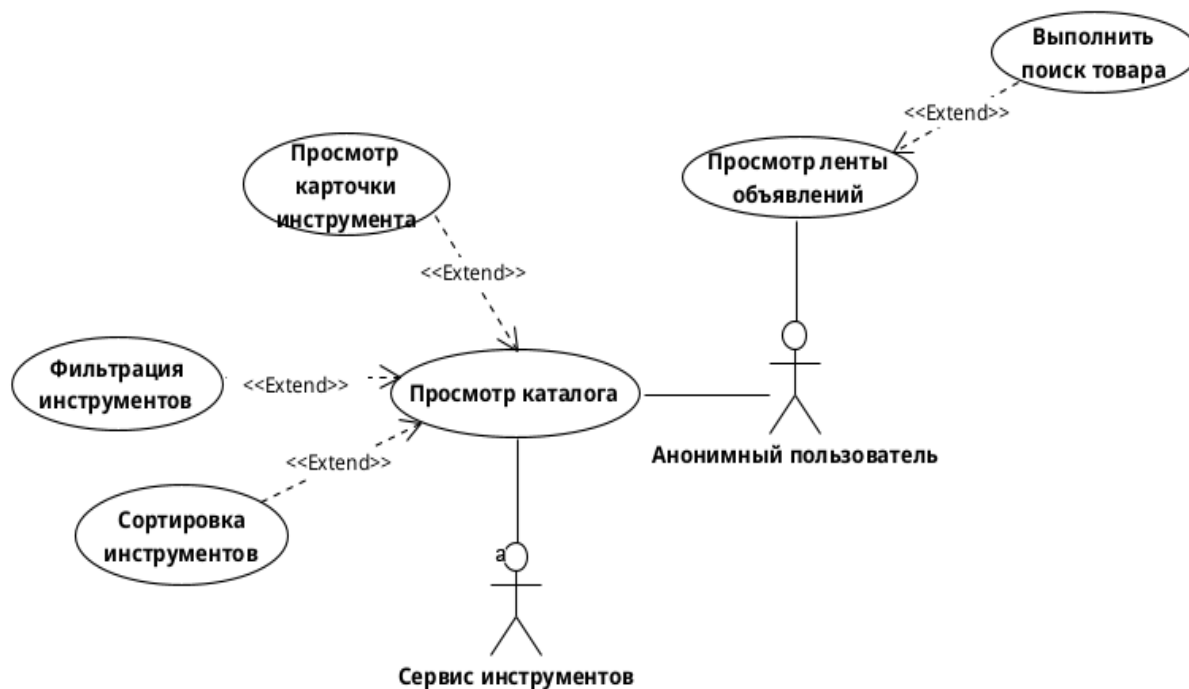 Выполнить
поиск товара
<<Extend>>
Просмотр ленты
объявлений
Просмотр
карточки
инструмента
<<Extend>>
Фильтрация
инструментов
<<Extend>>
Просмотр каталога
Анонимный пользователь
<<Extend>>
Сортировка
инструментов
a
Сервис инструментов